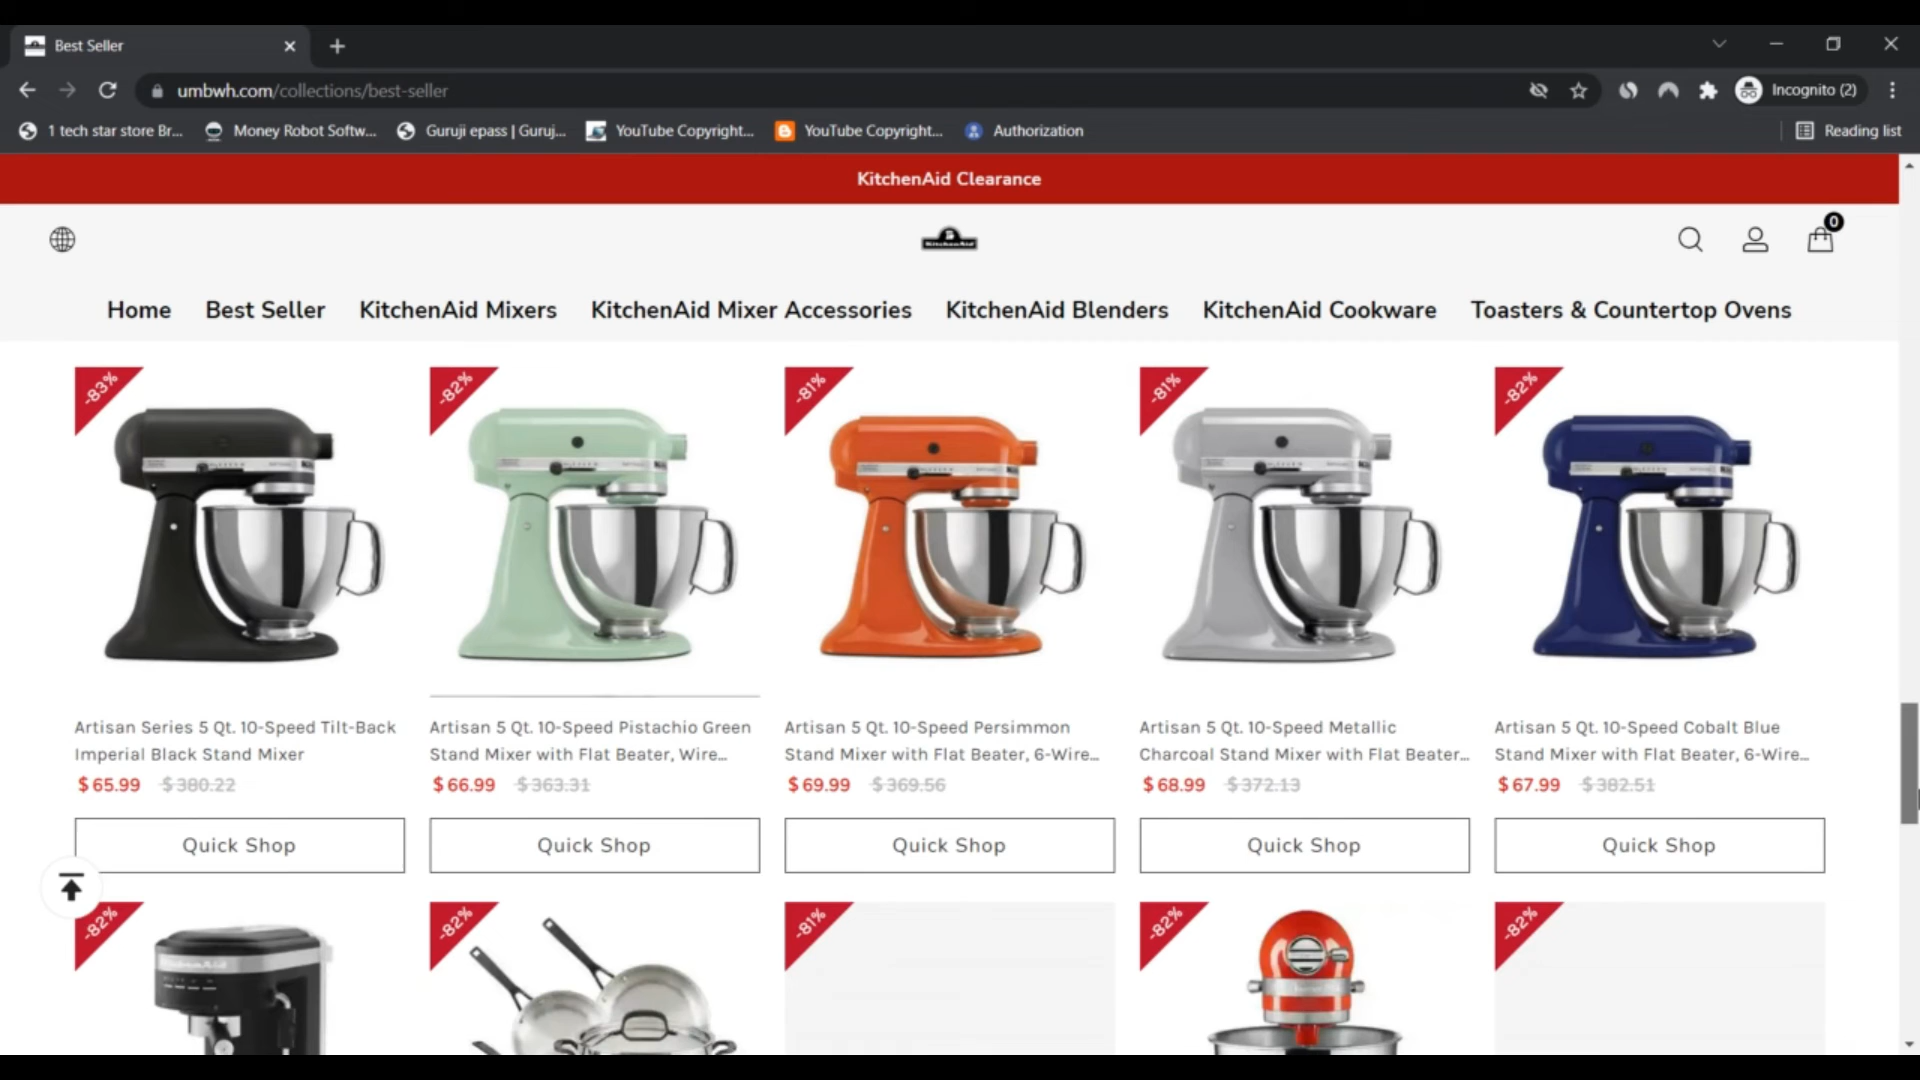 Best Seller
umbwh.com/collections/best-seller
Incognito (2)
1 tech star store Br...
Money Robot Softw...
Guruji epass | Guruj...
YouTube Copyright...
YouTube Copyright...
Authorization
Reading list
KitchenAid Clearance
KitchenAid
0
Home
Best Seller
KitchenAid Mixers
KitchenAid Mixer Accessories
KitchenAid Blenders
KitchenAid Cookware
Toasters & Countertop Ovens
-83%
-82%
-81%
-81%
-82%
Artisan Series 5 Qt. 10-Speed Tilt-Back
Imperial Black Stand Mixer
$ 65.99 $ 380.22
Quick Shop
Artisan 5 Qt. 10-Speed Pistachio Green
Stand Mixer with Flat Beater, Wire...
$ 66.99 $ 363.31
Quick Shop
Artisan 5 Qt. 10-Speed Persimmon
Stand Mixer with Flat Beater, 6-Wire...
$ 69.99 $ 369.56
Quick Shop
Artisan 5 Qt. 10-Speed Metallic
Charcoal Stand Mixer with Flat Beater...
$ 68.99 $ 372.13
Quick Shop
Artisan 5 Qt. 10-Speed Cobalt Blue
Stand Mixer with Flat Beater, 6-Wire...
$ 67.99 $ 382.51
Quick Shop
-82%
-82%
-81%
-82%
-82%
KitchenAid